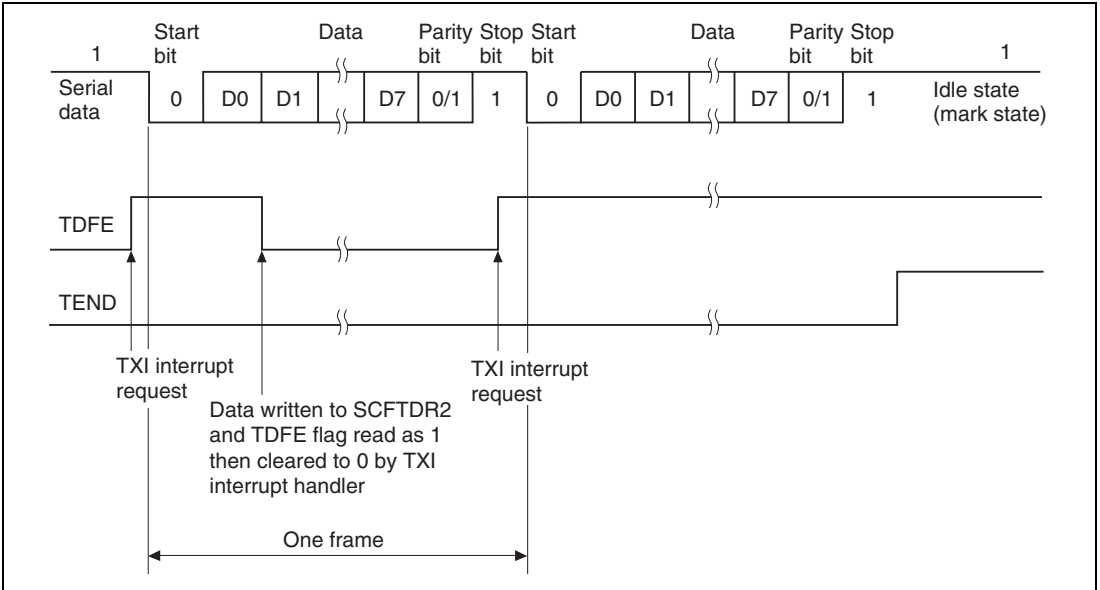 Start bit Data Parity bit Stop bit Start bit Data Parity bit Stop bit
1 1
Serial data 0 D0 D1 D7 0/1 1 0 D0 D1 D7 0/1 1 Idle state (mark state)
TDFE
TEND
TXI interrupt
request
TXI interrupt
request
Data written to SCFTDR2
and TDFE flag read as 1
then cleared to 0 by TXI
interrupt handler
One frame